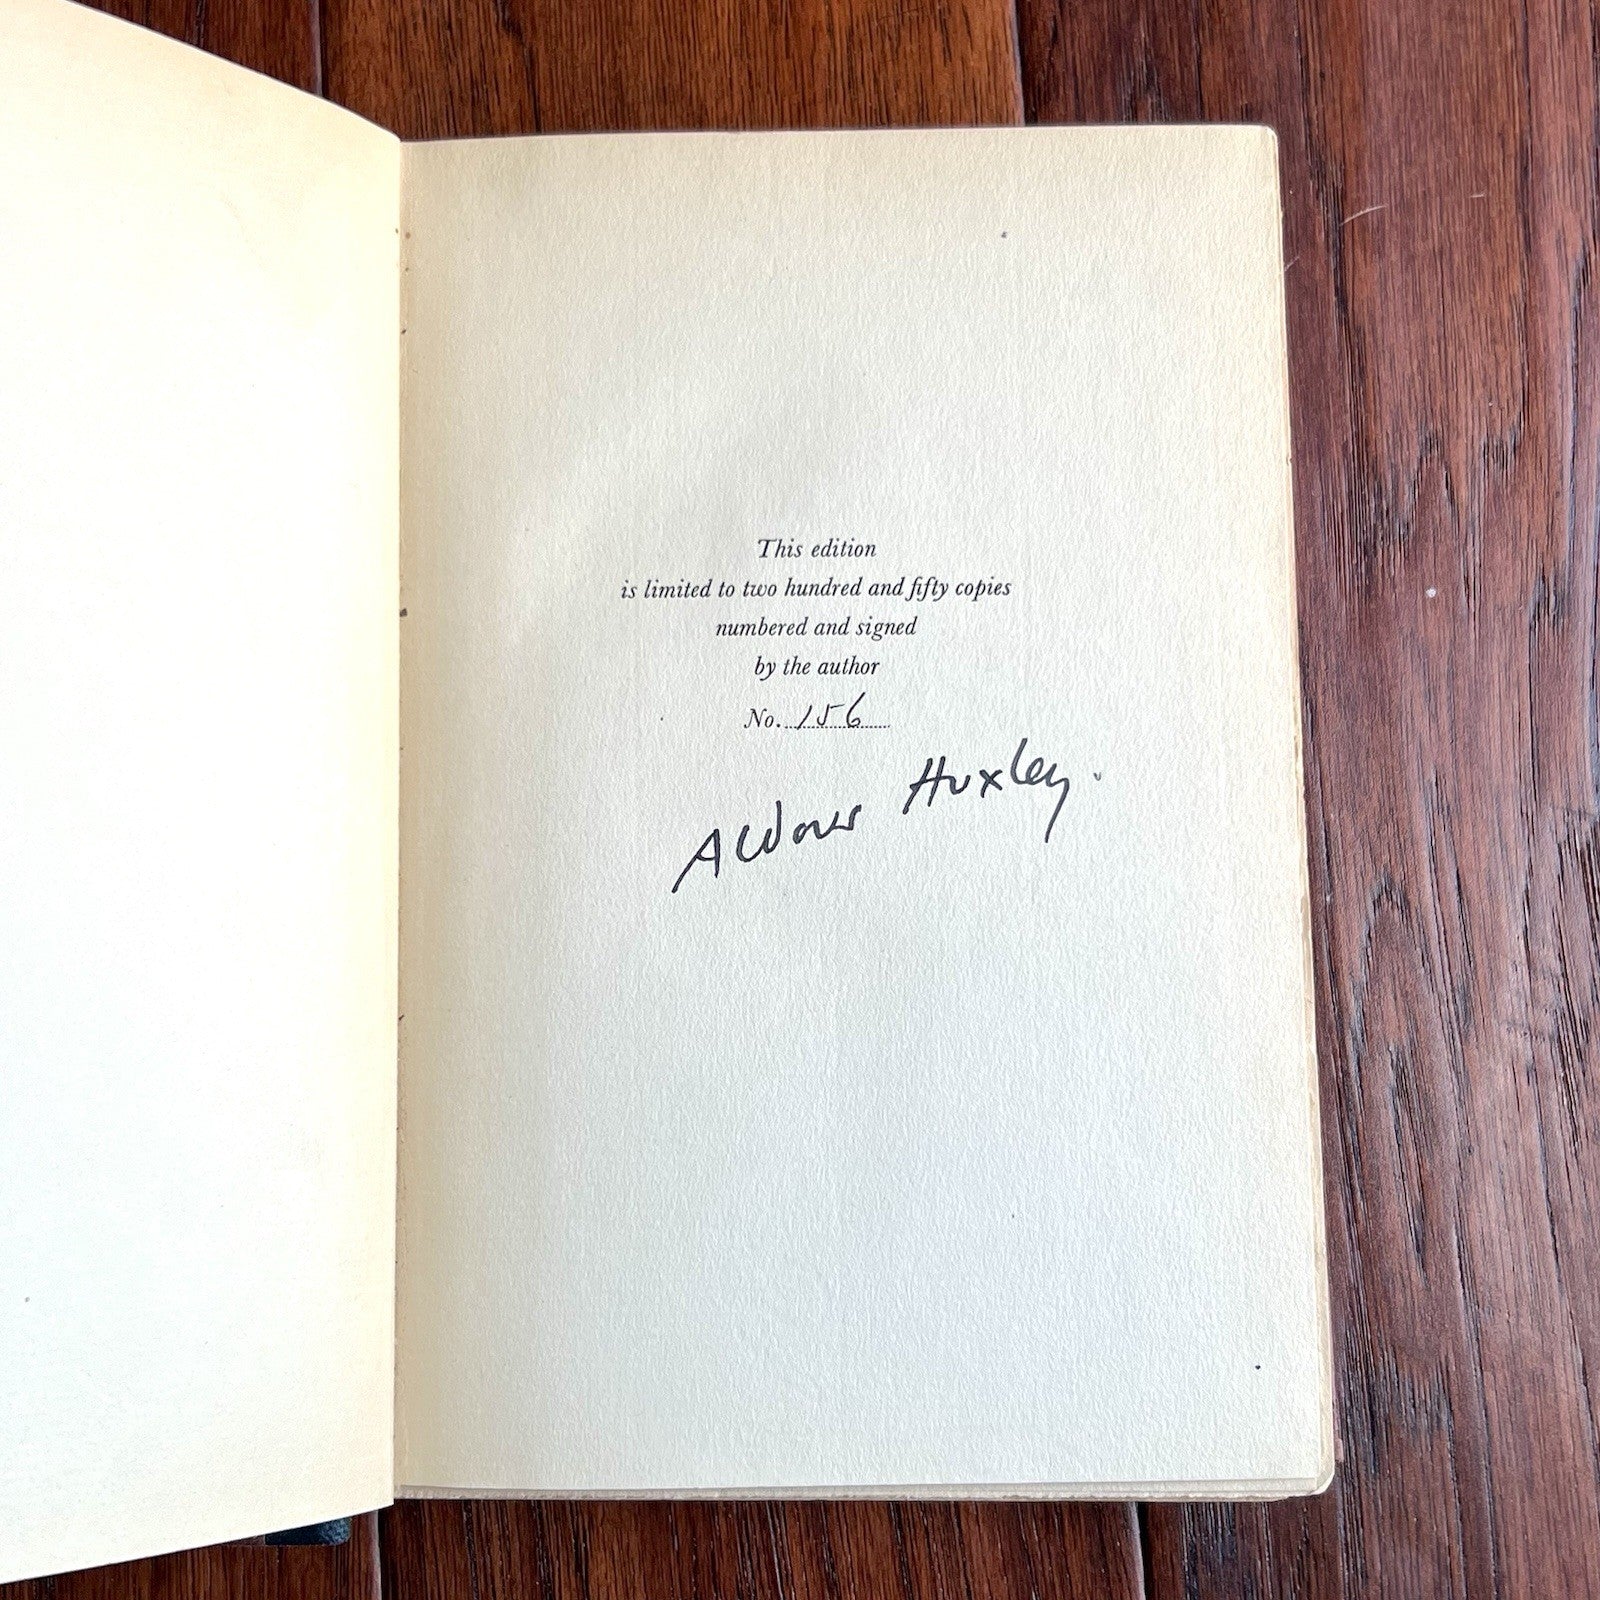 This edition
is limited to two hundred and fifty copies
numbered and signed
by the author
No. 156
Aldous Huxley.